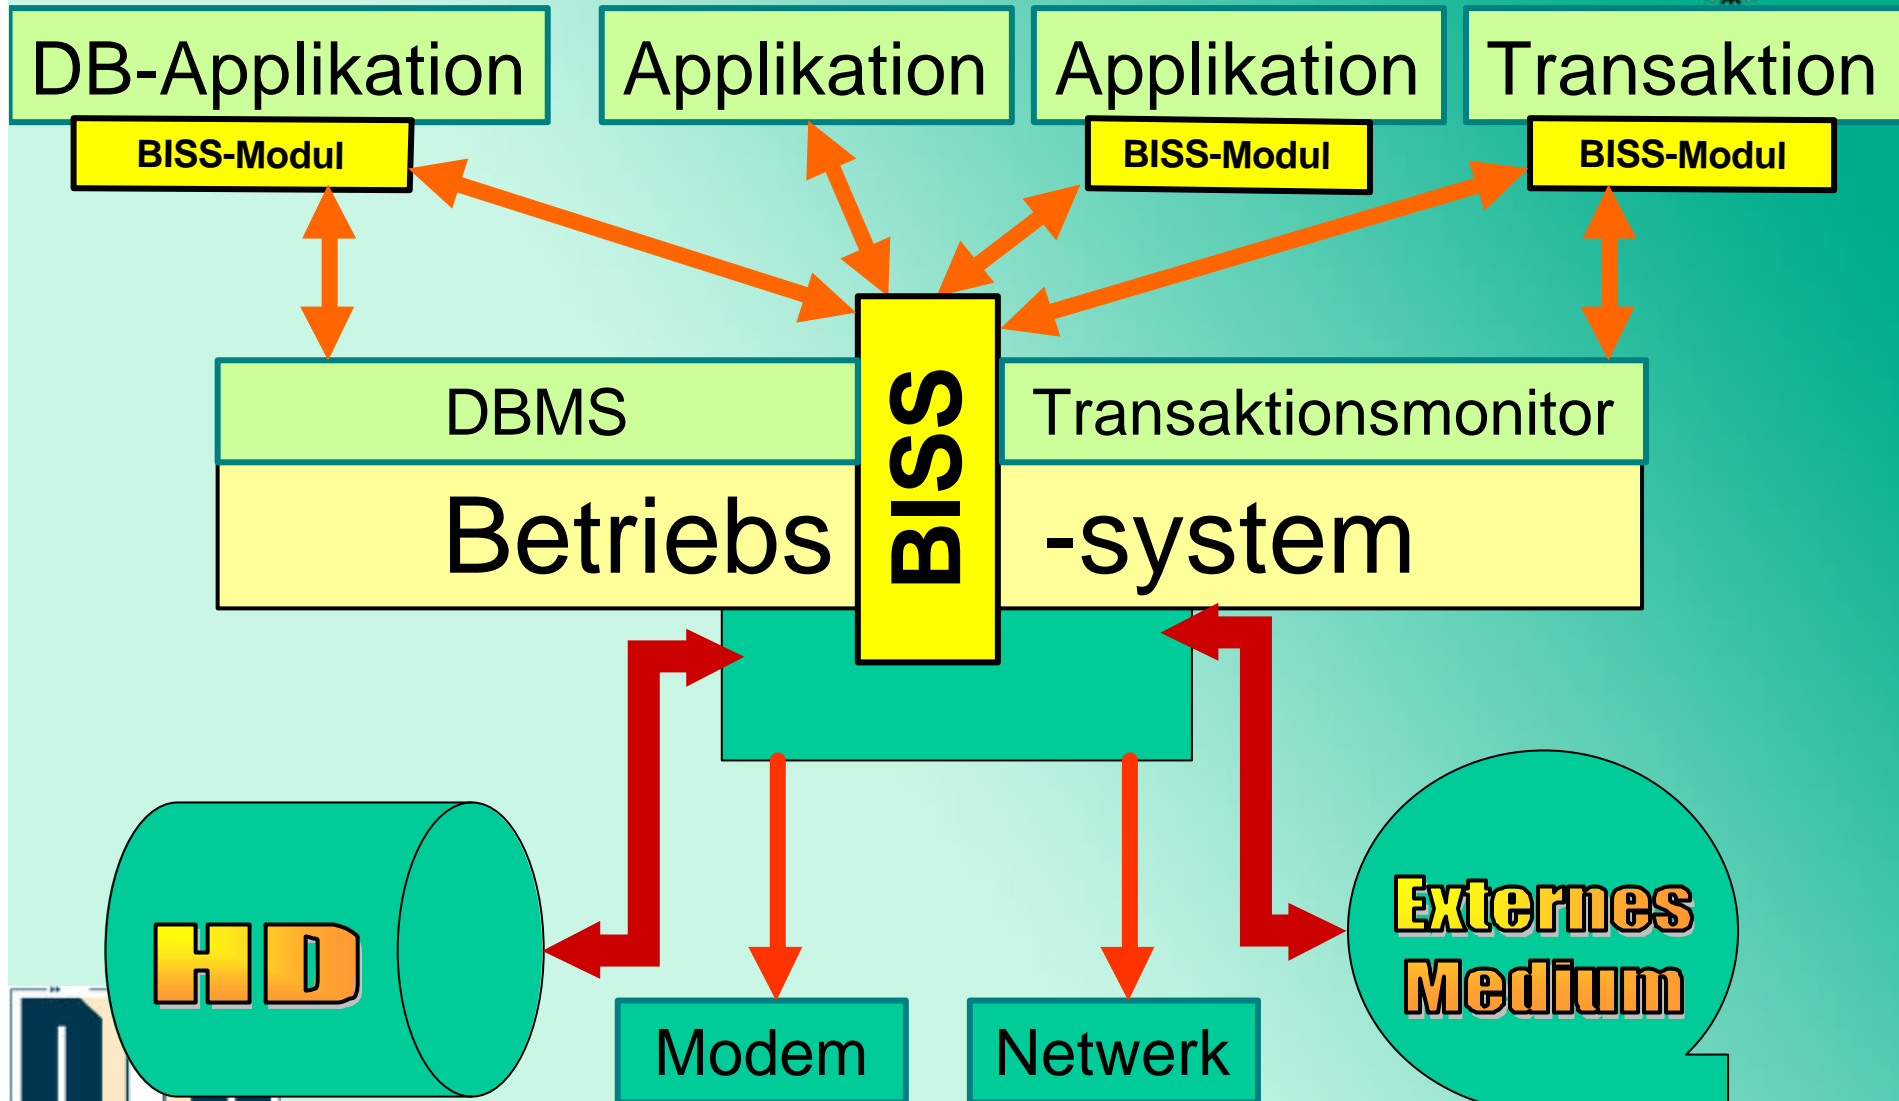 DB-Applikation
Applikation
Applikation
Transaktion
BISS-Modul
BISS-Modul
BISS-Modul
DBMS
BISS
Transaktionsmonitor
Betriebs
-system
HD
Externes
Medium
Modem
Netwerk